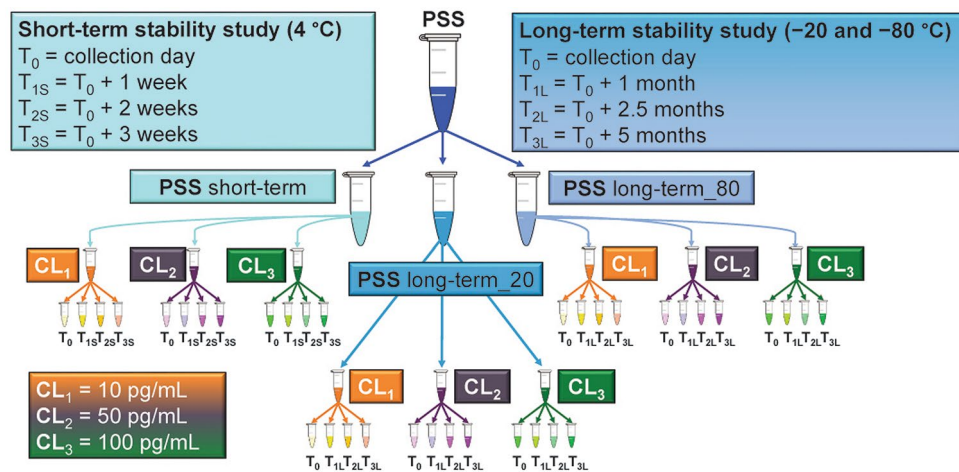 PSS
Short-term stability study (4 °C)
T₀ = collection day
T₁S = T₀ + 1 week
T₂S = T₀ + 2 weeks
T₃S = T₀ + 3 weeks
Long-term stability study (−20 and −80 °C)
T₀ = collection day
T₁L = T₀ + 1 month
T₂L = T₀ + 2.5 months
T₃L = T₀ + 5 months
PSS short-term
PSS long-term_80
CL₁ CL₂ CL₃
PSS long-term_20
CL₁ CL₂ CL₃
T₀ T₁S T₂S T₃S T₀ T₁S T₂S T₃S T₀ T₁S T₂S T₃S
T₀ T₁L T₂L T₃L T₀ T₁L T₂L T₃L T₀ T₁L T₂L T₃L
CL₁ = 10 pg/mL
CL₂ = 50 pg/mL
CL₃ = 100 pg/mL
CL₁ CL₂ CL₃
T₀ T₁L T₂L T₃L T₀ T₁L T₂L T₃L T₀ T₁L T₂L T₃L